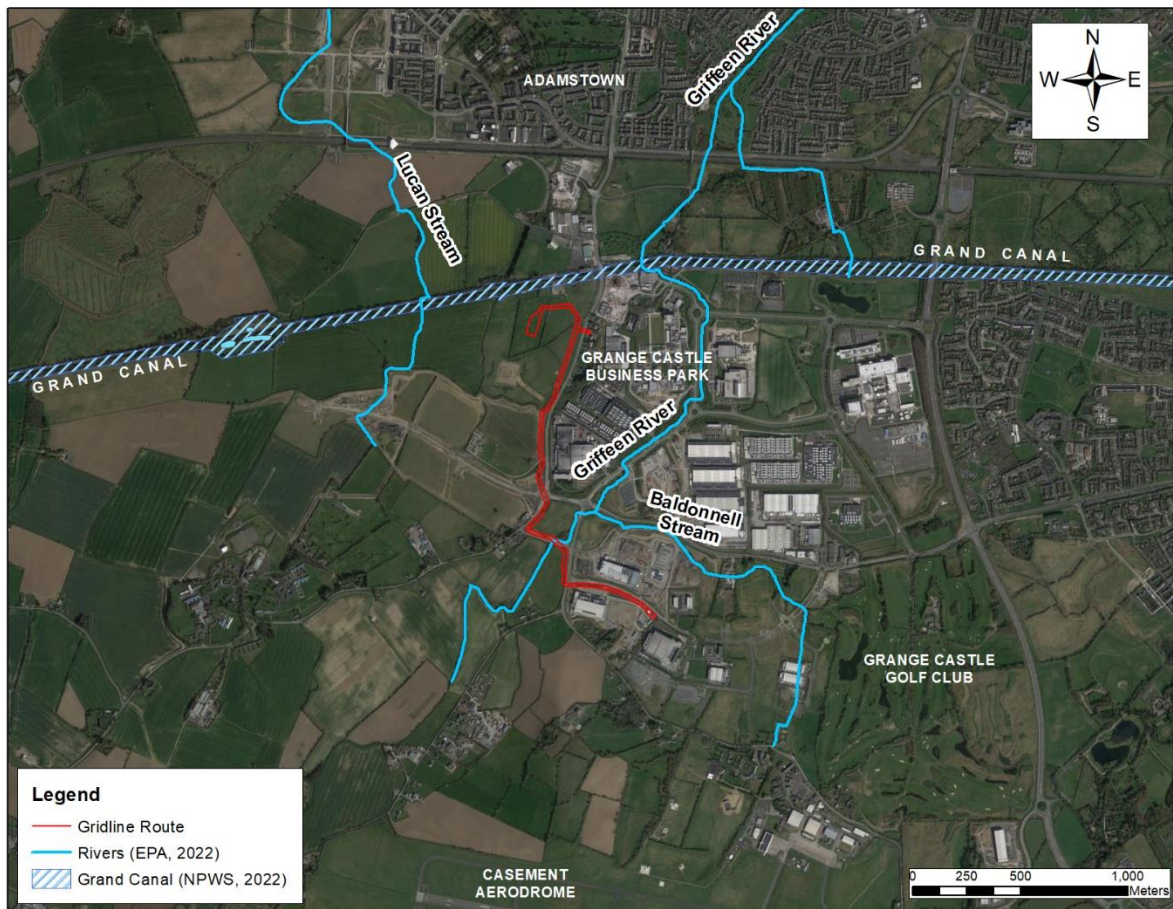 Griffeen River
ADAMSTOWN
N
W E
S
Lucan Stream
GRAND CANAL
GRAND CANAL
GRANGE CASTLE
BUSINESS PARK
Griffeen River
Baldonnell
Stream
GRANGE CASTLE
GOLF CLUB
CASEMENT
AERODROME
Legend
Gridline Route
Rivers (EPA, 2022)
Grand Canal (NPWS, 2022)
0 250 500 1,000
Meters